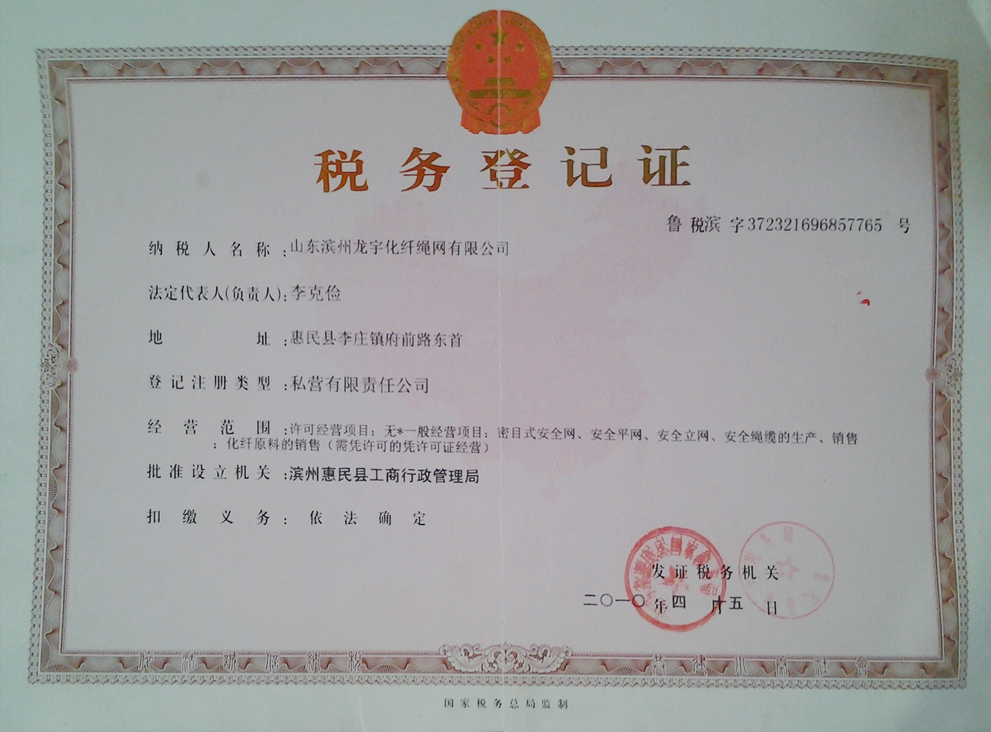 税务登记证
鲁 税滨 字372321696857765 号
纳税人名称:山东滨州龙宇化纤绳网有限公司
法定代表人(负责人):李克俭
地 址:惠民县李庄镇府前路东首
登记注册类型:私营有限责任公司
经营范围:许可经营项目:无*一般经营项目:密目式安全网、安全平网、安全立网、安全绳缆的生产、销售
;化纤原料的销售(需凭许可的凭许可证经营)
批准设立机关:滨州惠民县工商行政管理局
扣缴义务:依法确定
发证税务机关
二〇一〇 年四 月十五 日
国家税务总局监制